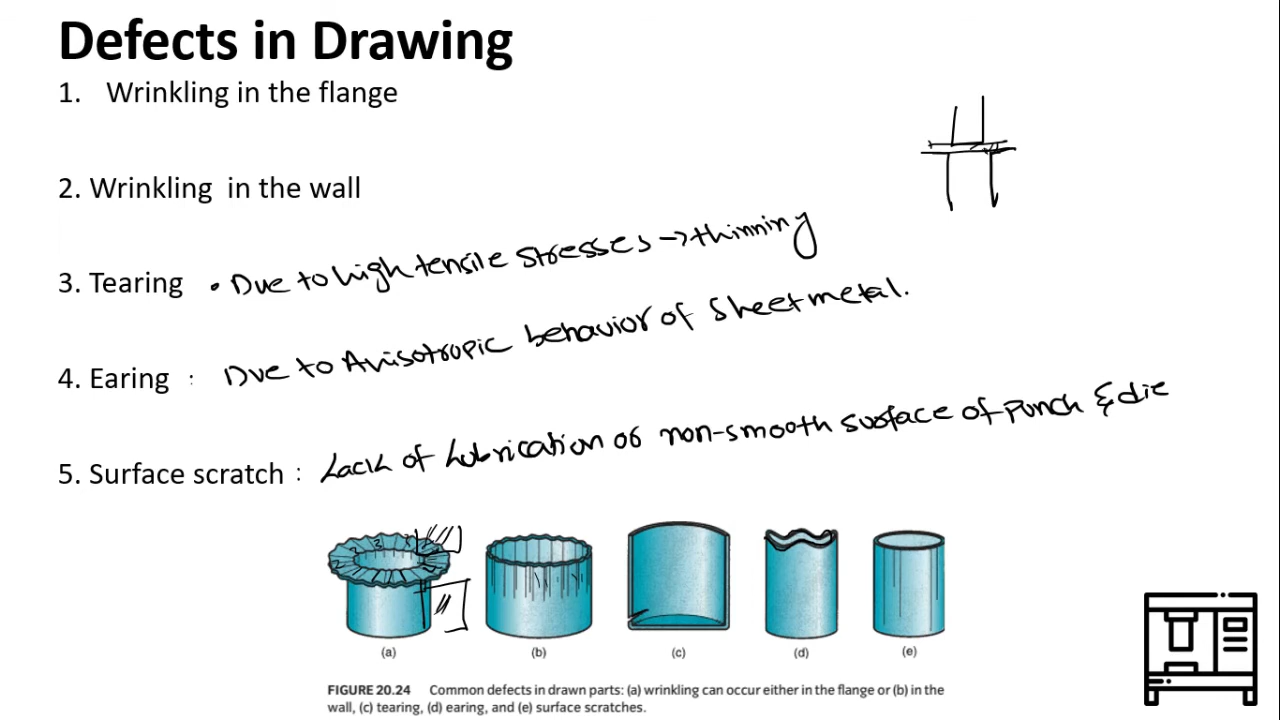 Defects in Drawing
1. Wrinkling in the flange
2. Wrinkling in the wall
3. Tearing • Due to high tensile stresses → thinning
4. Earing : Due to Anisotropic behavior of sheet metal.
5. Surface scratch : Lack of Lubrication or non-smooth surface of punch & die
(a) (b) (c) (d) (e)
FIGURE 20.24 Common defects in drawn parts: (a) wrinkling can occur either in the flange or (b) in the
wall, (c) tearing, (d) earing, and (e) surface scratches.